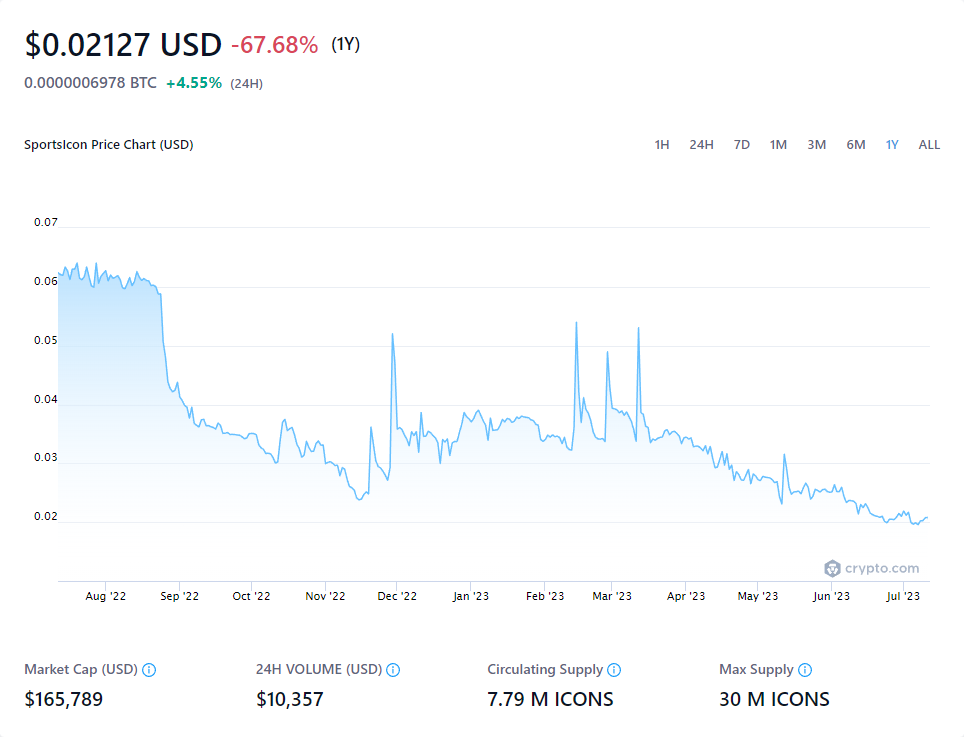 $0.02127 USD -67.68% (1Y)
0.0000006978 BTC +4.55% (24H)
SportsIcon Price Chart (USD) 1H 24H 7D 1M 3M 6M 1Y ALL
0.07
0.06
0.05
0.04
0.03
0.02
crypto.com
Aug '22 Sep '22 Oct '22 Nov '22 Dec '22 Jan '23 Feb '23 Mar '23 Apr '23 May '23 Jun '23 Jul '23
Market Cap (USD) 24H VOLUME (USD) Circulating Supply Max Supply
$165,789 $10,357 7.79 M ICONS 30 M ICONS